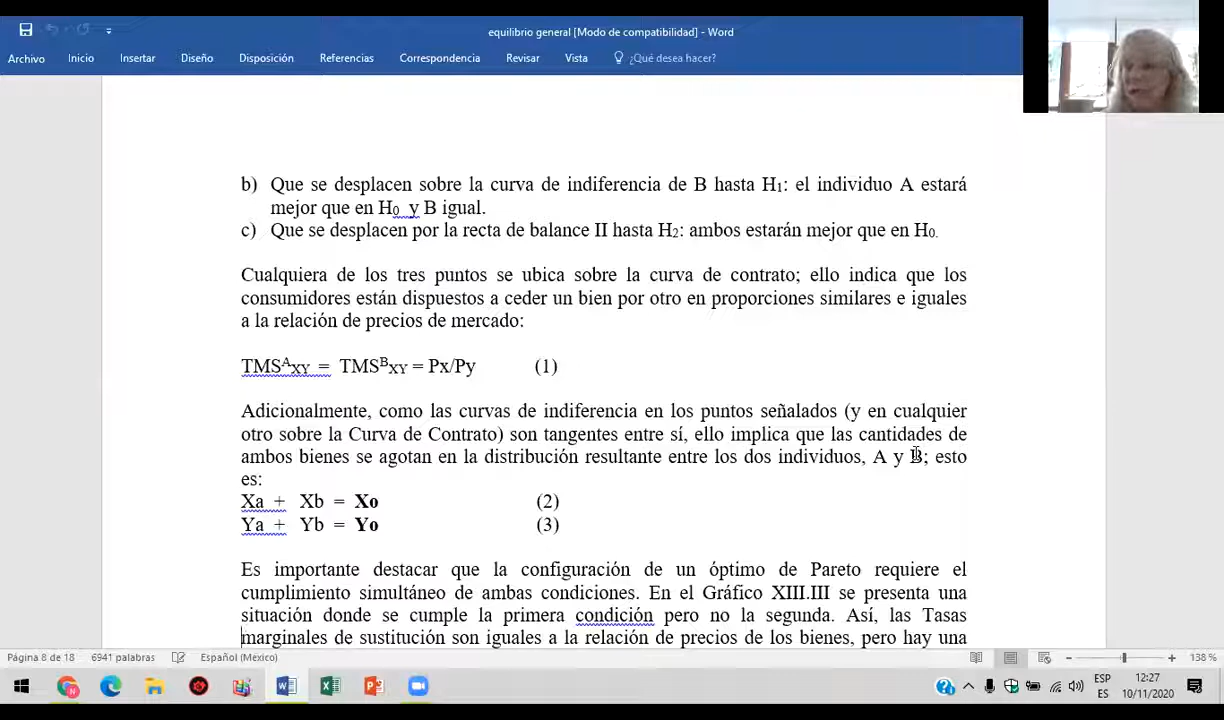 equilibrio general [Modo de compatibilidad] - Word
Archivo Inicio Insertar Diseño Disposición Referencias Correspondencia Revisar Vista ¿Qué desea hacer?
b) Que se desplacen sobre la curva de indiferencia de B hasta H1: el individuo A estará
mejor que en H0 y B igual.
c) Que se desplacen por la recta de balance II hasta H2: ambos estarán mejor que en H0.
Cualquiera de los tres puntos se ubica sobre la curva de contrato; ello indica que los
consumidores están dispuestos a ceder un bien por otro en proporciones similares e iguales
a la relación de precios de mercado:
TMSAXY = TMSBXY = Px/Py (1)
Adicionalmente, como las curvas de indiferencia en los puntos señalados (y en cualquier
otro sobre la Curva de Contrato) son tangentes entre sí, ello implica que las cantidades de
ambos bienes se agotan en la distribución resultante entre los dos individuos, A y B; esto
es:
Xa + Xb = Xo (2)
Ya + Yb = Yo (3)
Es importante destacar que la configuración de un óptimo de Pareto requiere el
cumplimiento simultáneo de ambas condiciones. En el Gráfico XIII.III se presenta una
situación donde se cumple la primera condición pero no la segunda. Así, las Tasas
marginales de sustitución son iguales a la relación de precios de los bienes, pero hay una
Página 8 de 18 6941 palabras Español (México) 138 %
ESP 12:27
ES 10/11/2020